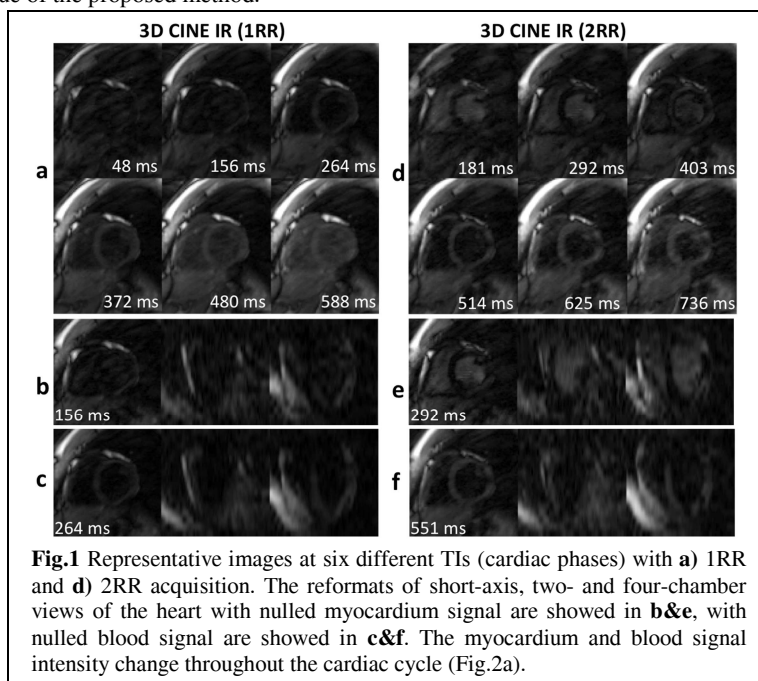 ue of the proposed method.
3D CINE IR (1RR)
3D CINE IR (2RR)
a
48 ms
156 ms
264 ms
372 ms
480 ms
588 ms
b
156 ms
c
264 ms
d
181 ms
292 ms
403 ms
514 ms
625 ms
736 ms
e
292 ms
f
551 ms
Fig.1 Representative images at six different TIs (cardiac phases) with a) 1RR
and d) 2RR acquisition. The reformats of short-axis, two- and four-chamber
views of the heart with nulled myocardium signal are showed in b&e, with
nulled blood signal are showed in c&f. The myocardium and blood signal
intensity change throughout the cardiac cycle (Fig.2a).